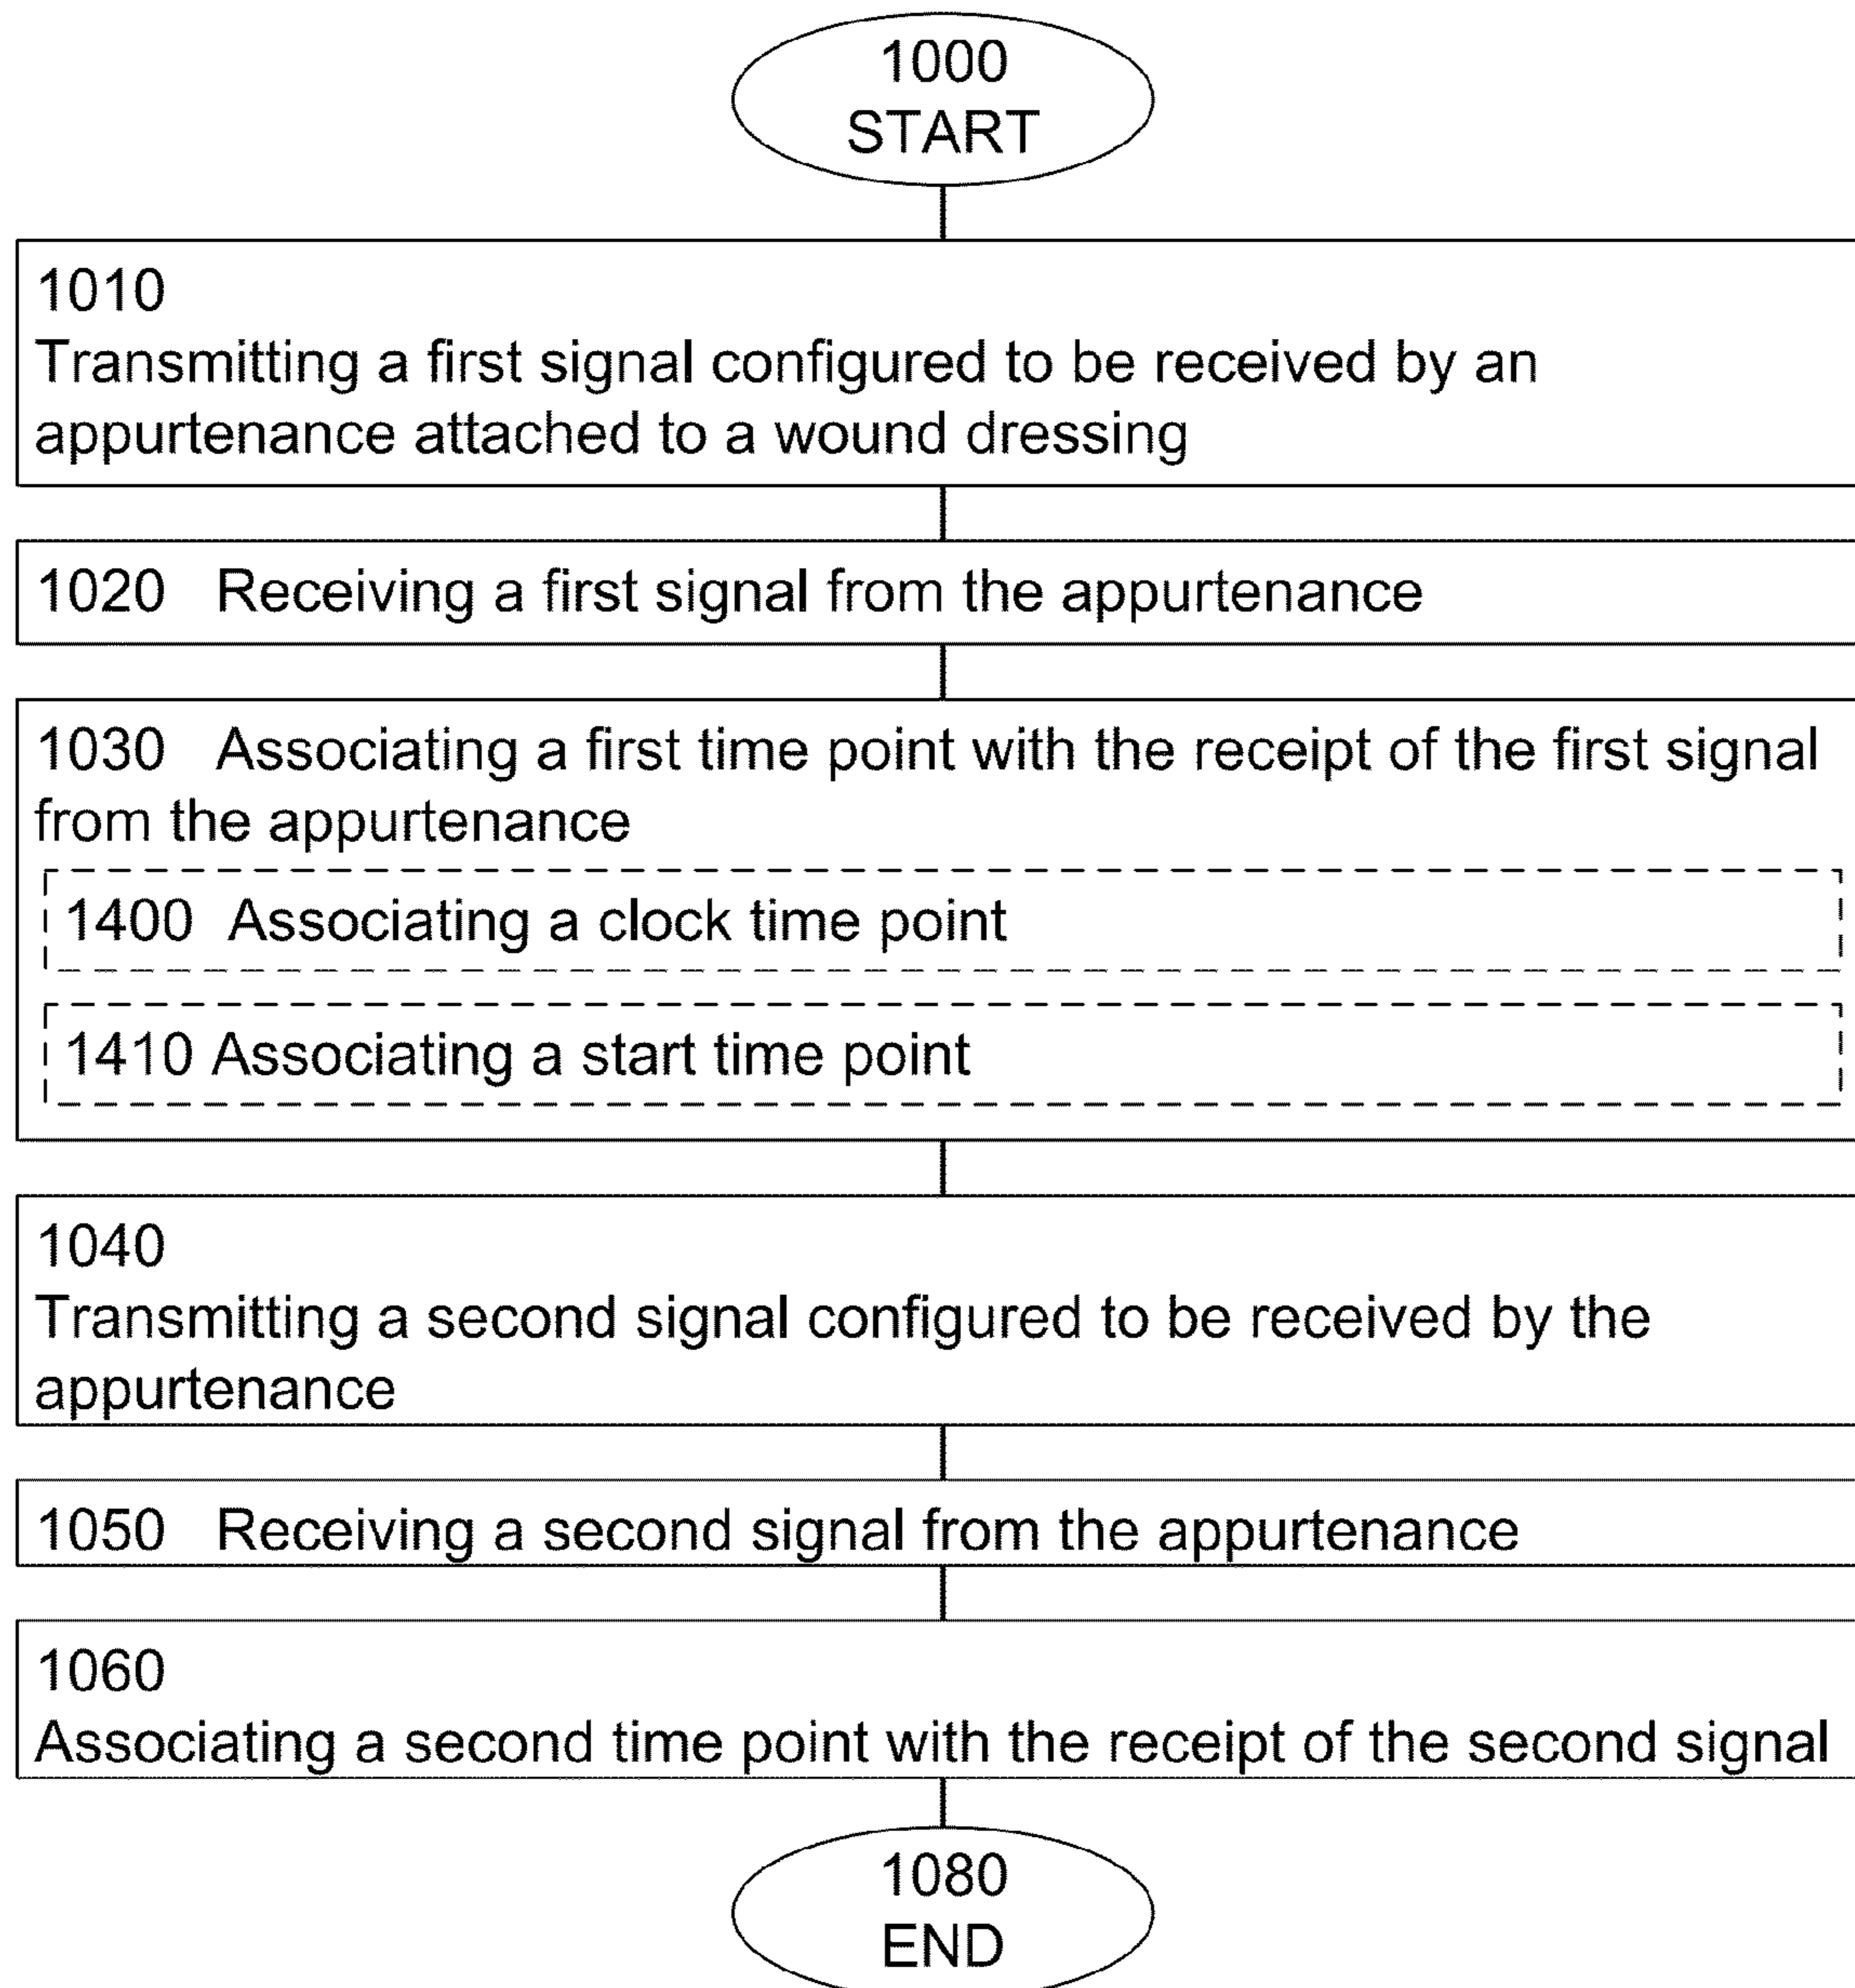 1000
START
1010
Transmitting a first signal configured to be received by an
appurtenance attached to a wound dressing
1020 Receiving a first signal from the appurtenance
1030 Associating a first time point with the receipt of the first signal
from the appurtenance
1400 Associating a clock time point
1410 Associating a start time point
1040
Transmitting a second signal configured to be received by the
appurtenance
1050 Receiving a second signal from the appurtenance
1060
Associating a second time point with the receipt of the second signal
1080
END